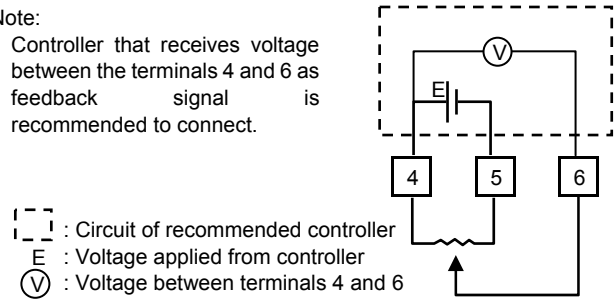 Note:
Controller that receives voltage
between the terminals 4 and 6 as
feedback signal is
recommended to connect.
V
E
4 5 6
: Circuit of recommended controller
E : Voltage applied from controller
V : Voltage between terminals 4 and 6